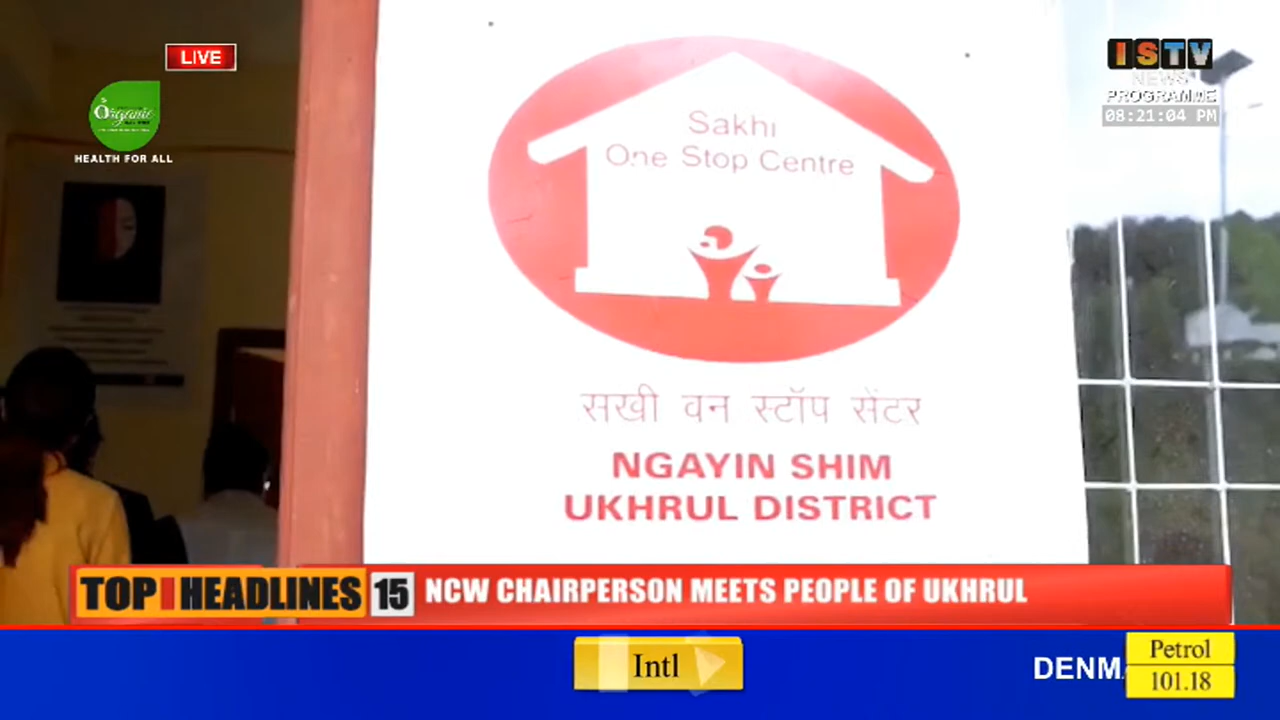 LIVE
Organic
HEALTH FOR ALL
ISTV
NEWS
PROGRAMME
08:21:04 PM
Sakhi
One Stop Centre
सखी वन स्टॉप सेंटर
NGAYIN SHIM
UKHRUL DISTRICT
TOP HEADLINES 15 NCW CHAIRPERSON MEETS PEOPLE OF UKHRUL
Intl
DENM
Petrol
101.18